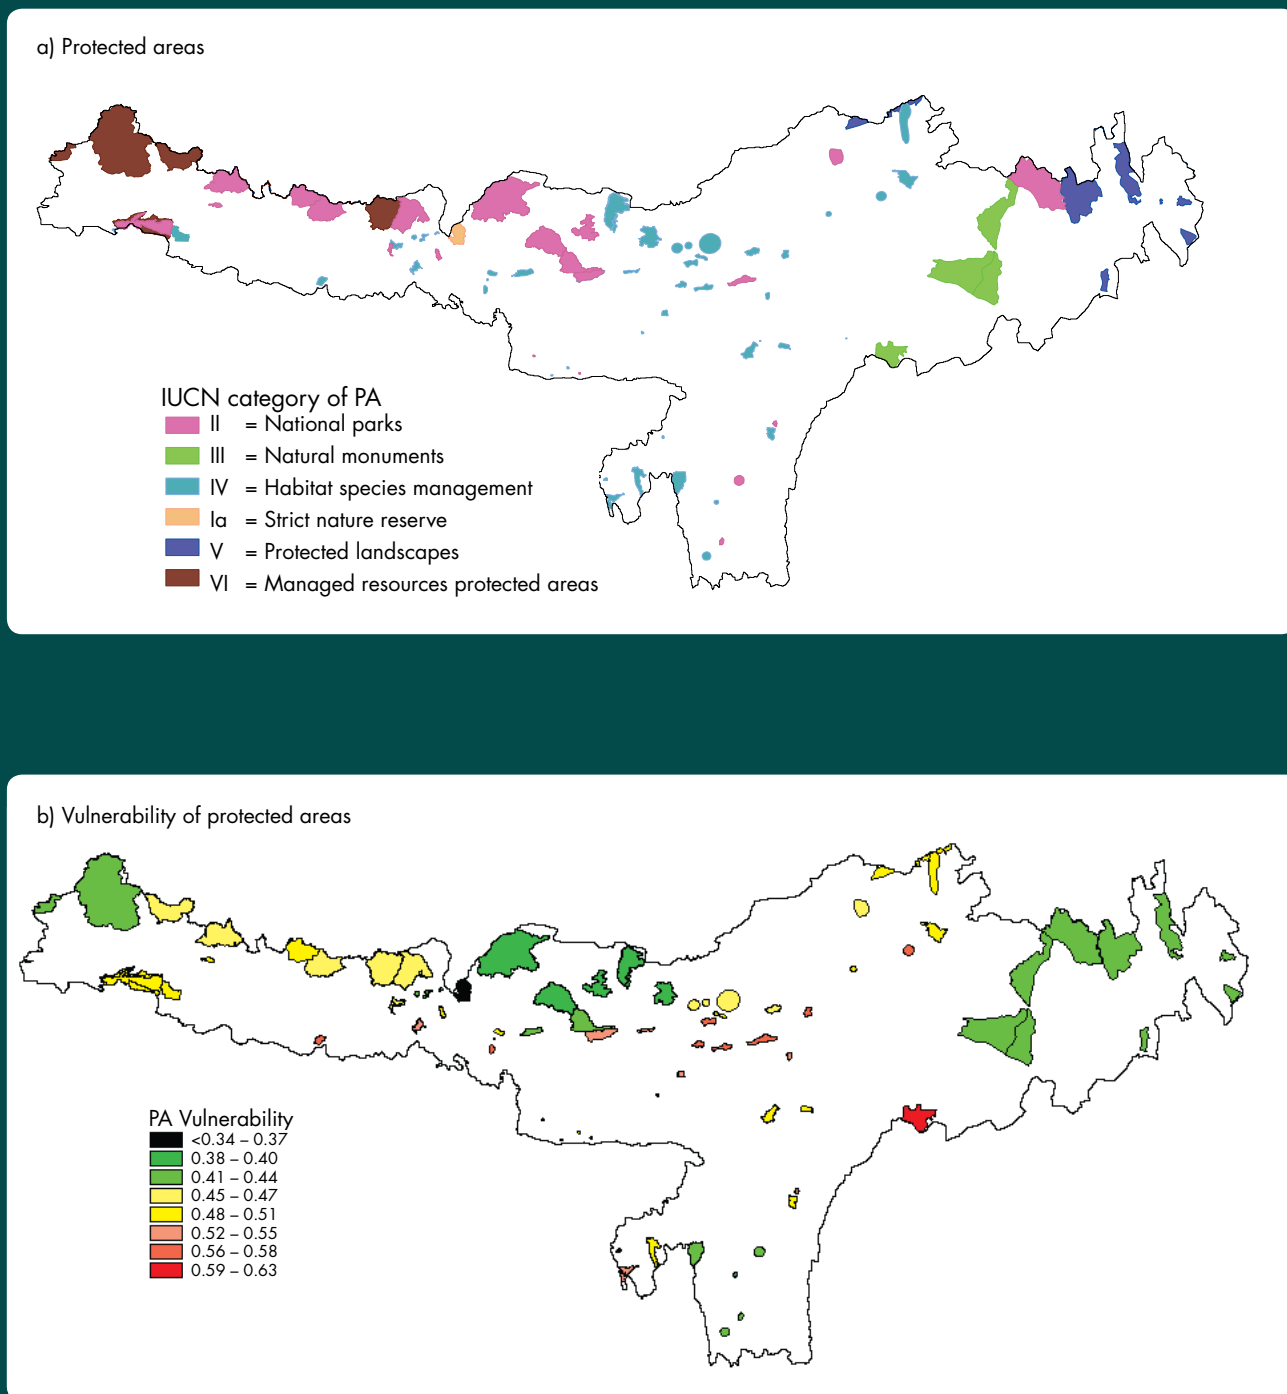 a) Protected areas
IUCN category of PA
II = National parks
III = Natural monuments
IV = Habitat species management
Ia = Strict nature reserve
V = Protected landscapes
VI = Managed resources protected areas
b) Vulnerability of protected areas
PA Vulnerability
<0.34 – 0.37
0.38 – 0.40
0.41 – 0.44
0.45 – 0.47
0.48 – 0.51
0.52 – 0.55
0.56 – 0.58
0.59 – 0.63